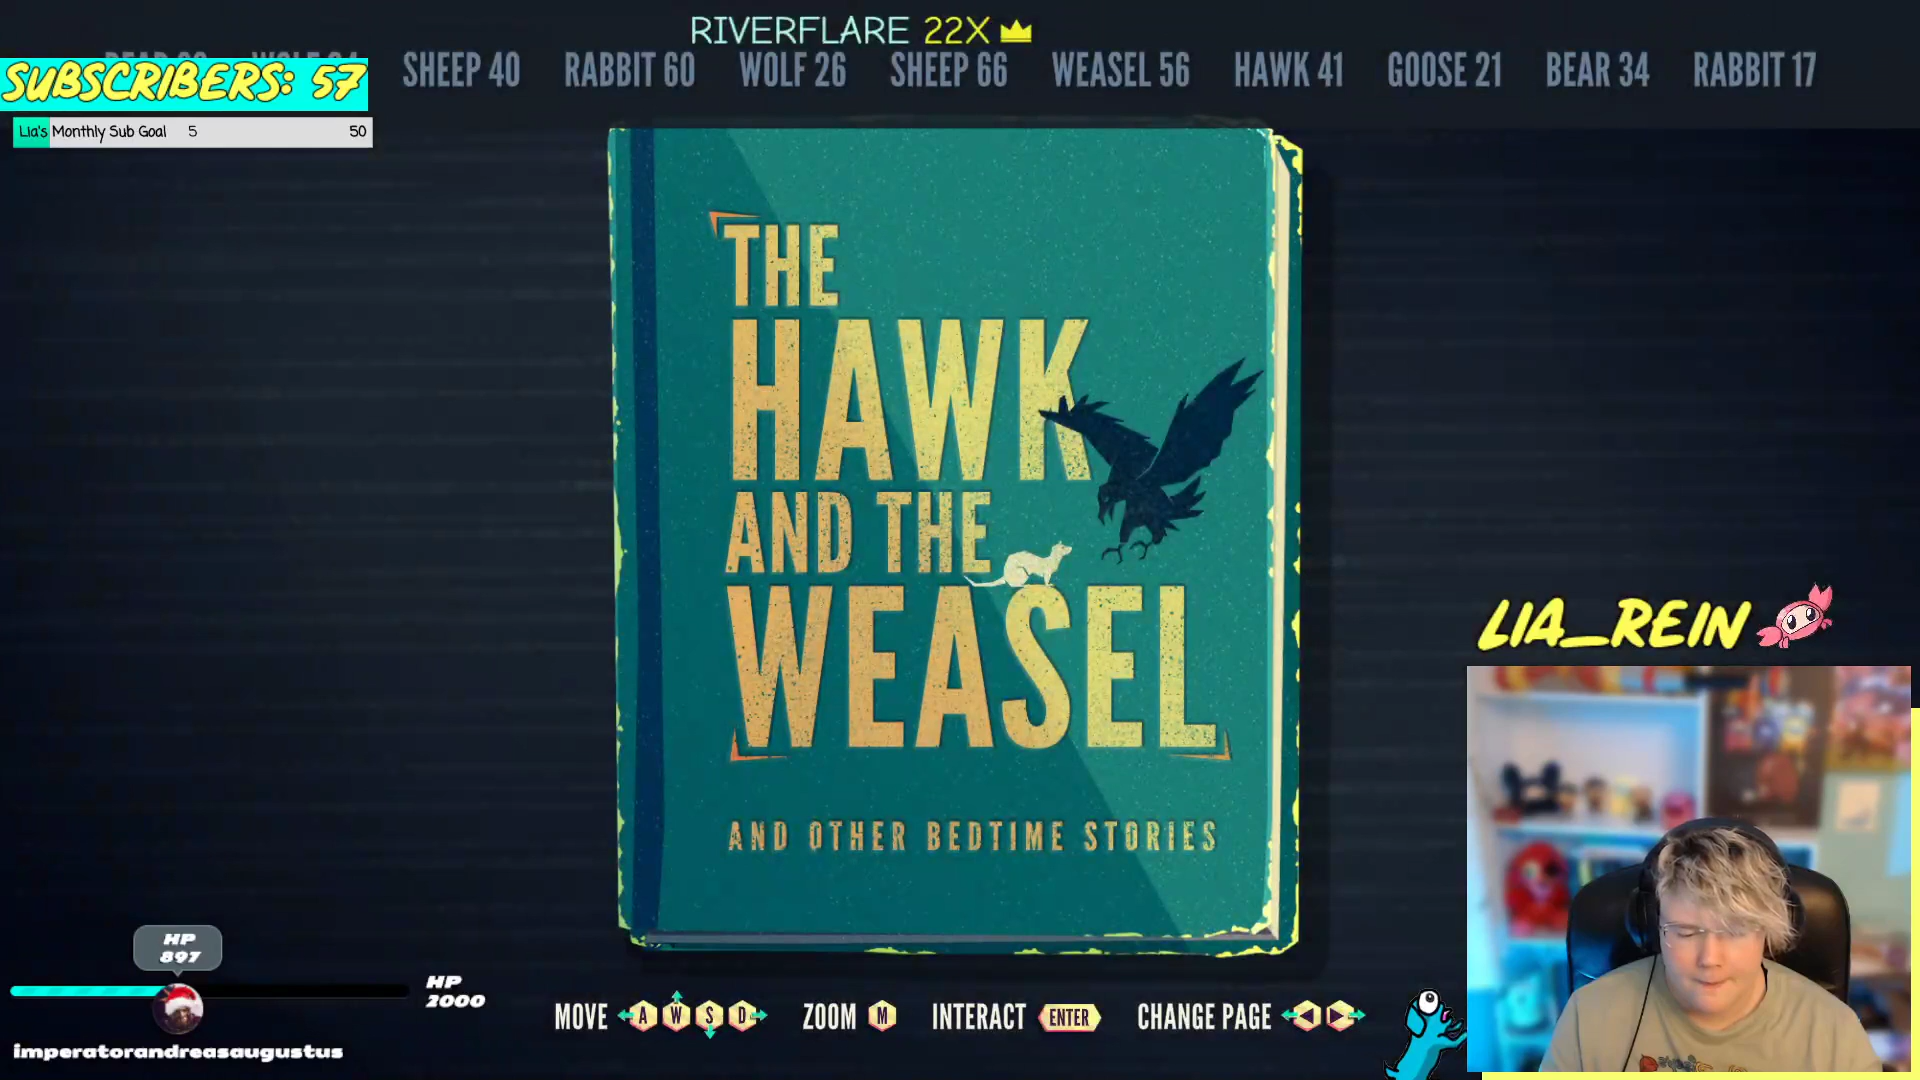 RIVERFLARE 22X
SHEEP 40 RABBIT 60 WOLF 26 SHEEP 66 WEASEL 56 HAWK 41 GOOSE 21 BEAR 34 RABBIT 17
SUBSCRIBERS: 57
Lia's Monthly Sub Goal 5 50
THE
HAWK
AND THE
WEASEL
AND OTHER BEDTIME STORIES
LIA_REIN
HP
897
HP
2000
imperatorandreasaugustus
MOVE A W S D ZOOM M INTERACT ENTER CHANGE PAGE